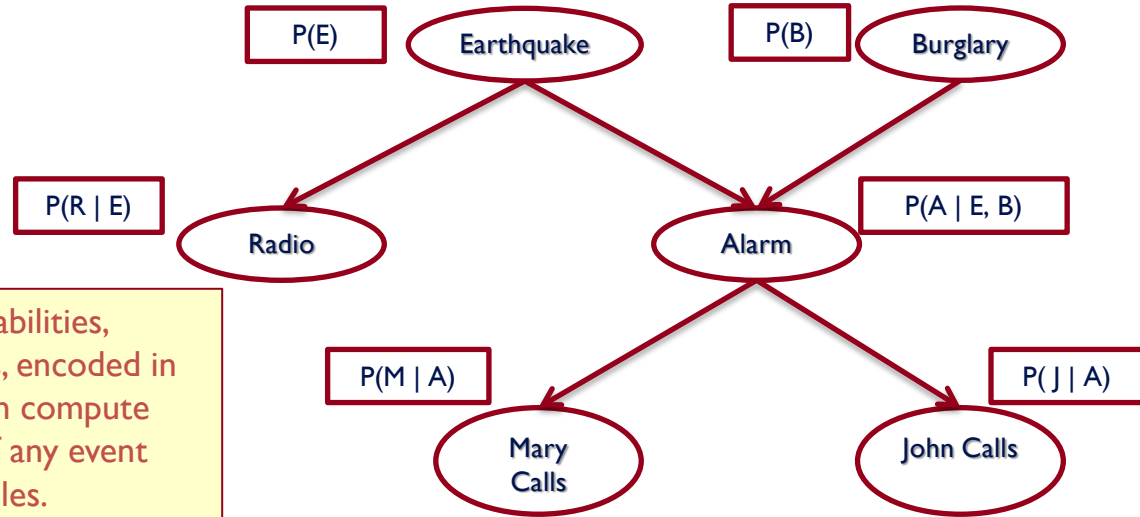 P(E)
Earthquake
P(B)
Burglary
P(R | E)
Radio
Alarm
P(A | E, B)
abilities,
, encoded in
compute
any event
les.
P(M | A)
P( J | A)
Mary
Calls
John Calls